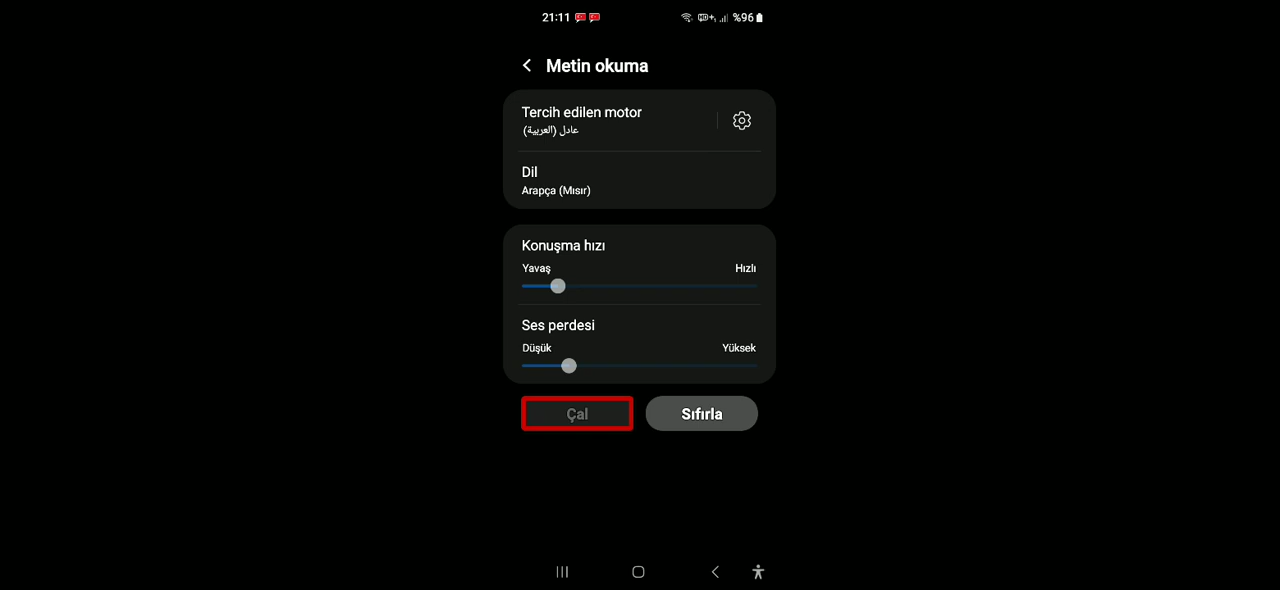 21:11 %96
Metin okuma
Tercih edilen motor
عادل (العربية)
Dil
Arapça (Mısır)
Konuşma hızı
Yavaş Hızlı
Ses perdesi
Düşük Yüksek
Çal Sıfırla